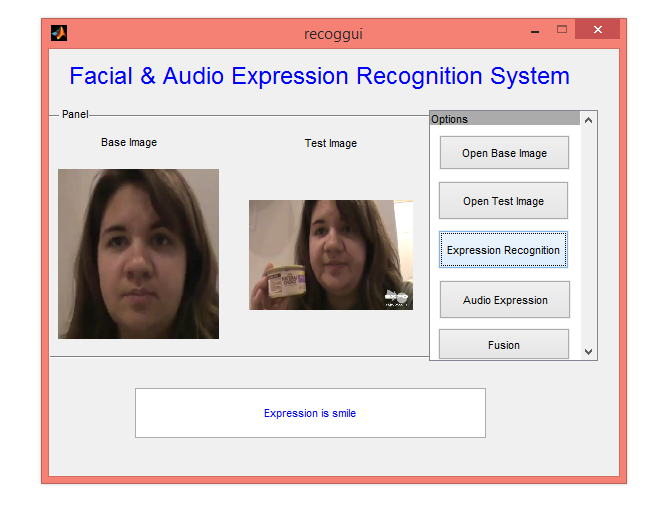 recoggui
Facial & Audio Expression Recognition System
Panel
Base Image
Test Image
Options
Open Base Image
Open Test Image
Expression Recognition
Audio Expression
Fusion
Expression is smile